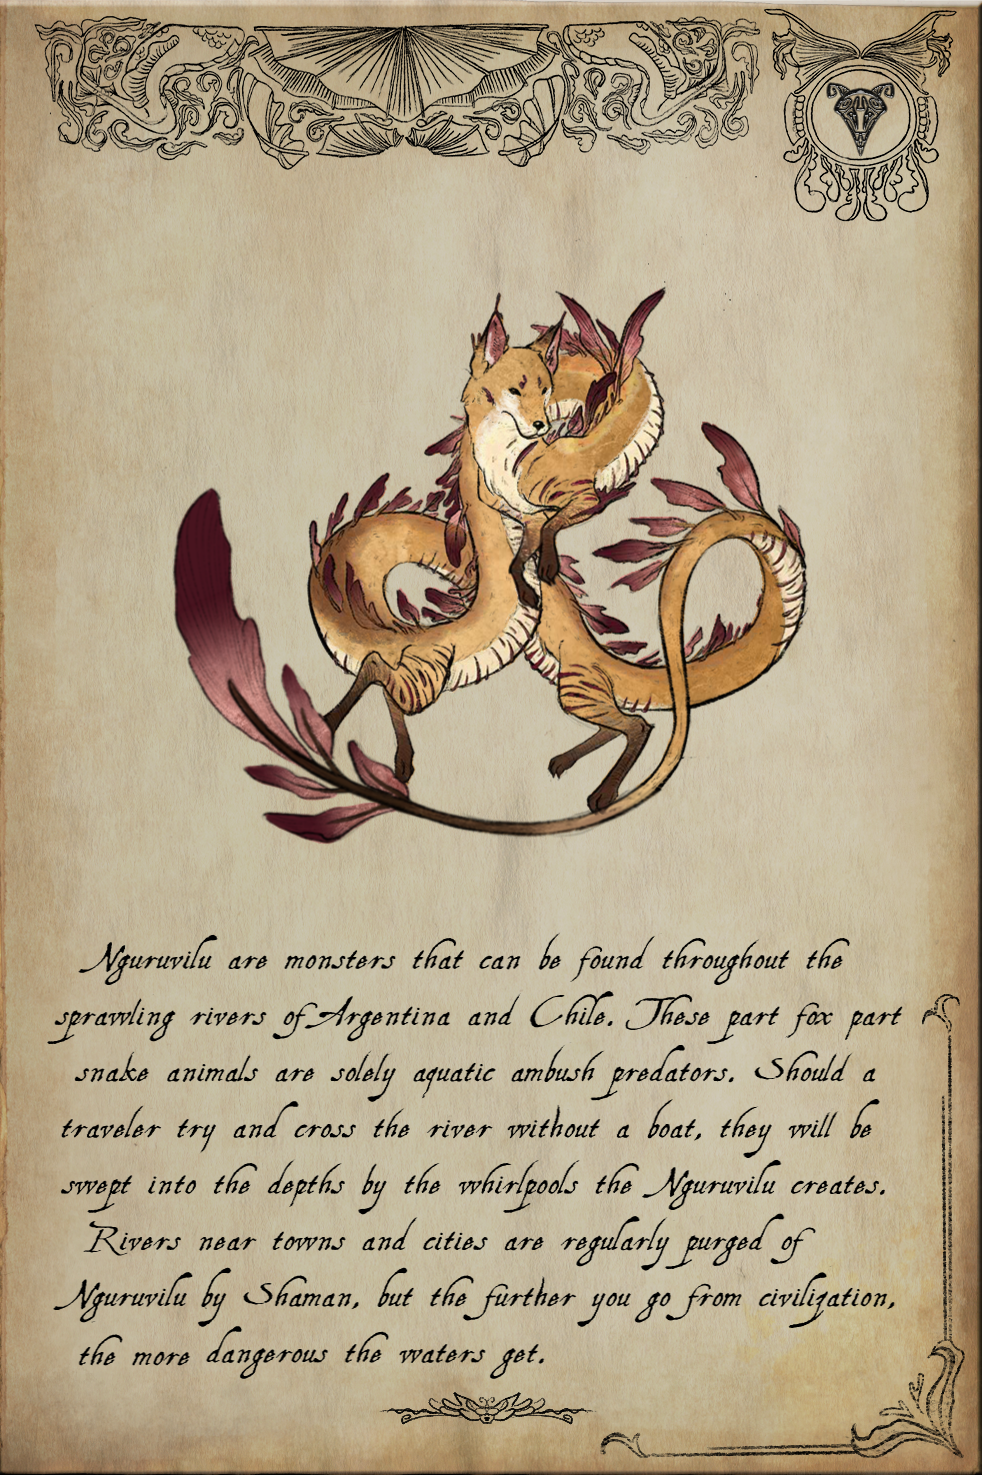 Nguruvilu are monsters that can be found throughout the
sprawling rivers of Argentina and Chile. These part fox part
snake animals are solely aquatic ambush predators. Should a
traveler try and cross the river without a boat, they will be
swept into the depths by the whirlpools the Nguruvilu creates.
Rivers near towns and cities are regularly purged of
Nguruvilu by Shaman, but the further you go from civilization,
the more dangerous the waters get.